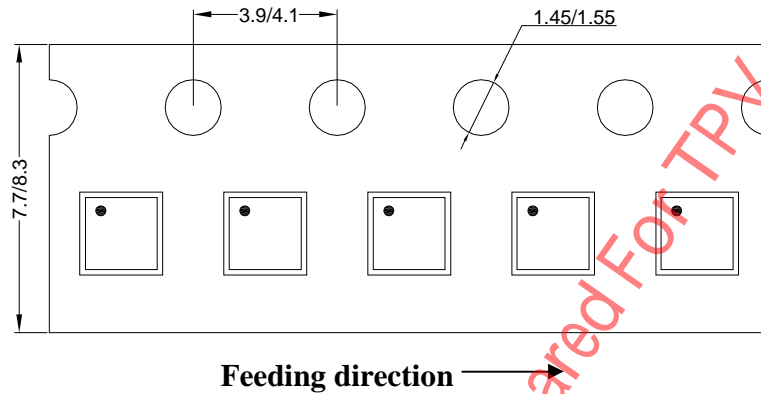 3.9/4.1
1.45/1.55
7.7/8.3
Feeding direction
ared For TPV